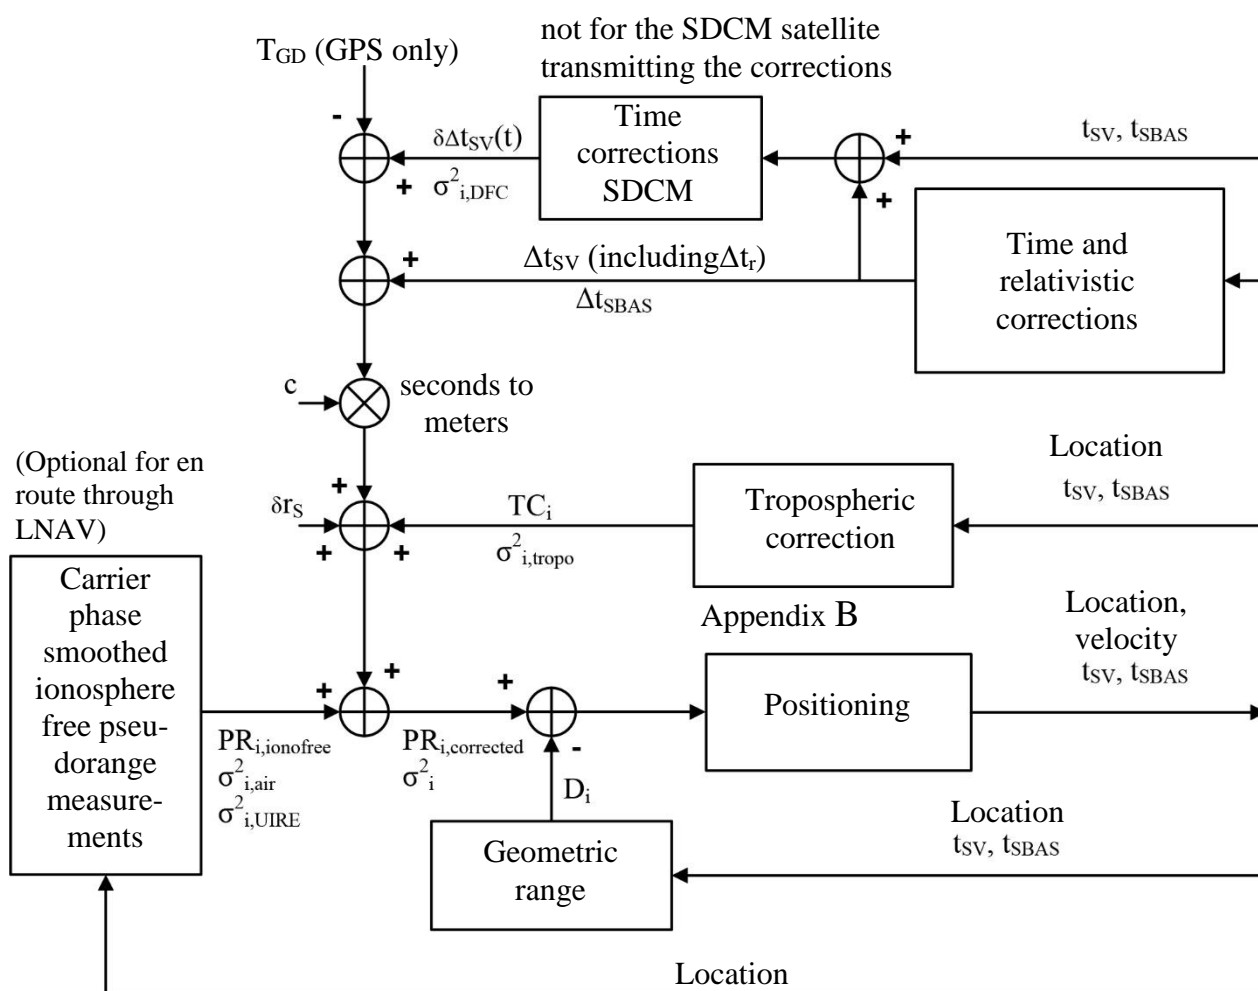 T_GD (GPS only)
not for the SDCM satellite
transmitting the corrections
-
δΔt_SV(t)
+
σ²_i,DFC
Time
corrections
SDCM
+
+
t_SV, t_SBAS
+
Δt_SV (includingΔt_r)
Δt_SBAS
Time and
relativistic
corrections
c
seconds to
meters
(Optional for en
route through
LNAV)
+
δr_S
+
+
TC_i
σ²_i,tropo
Tropospheric
correction
Location
t_SV, t_SBAS
Carrier
phase
smoothed
ionosphere
free pseu-
dorange
measure-
ments
Appendix B
Location,
velocity
t_SV, t_SBAS
+
+
+
PR_i,ionofree
σ²_i,air
σ²_i,UIRE
PR_i,corrected
σ²_i
-
D_i
Positioning
Geometric
range
Location
t_SV, t_SBAS
Location